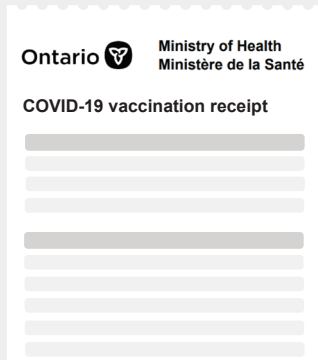 Ontario
Ministry of Health
Ministère de la Santé
COVID-19 vaccination receipt